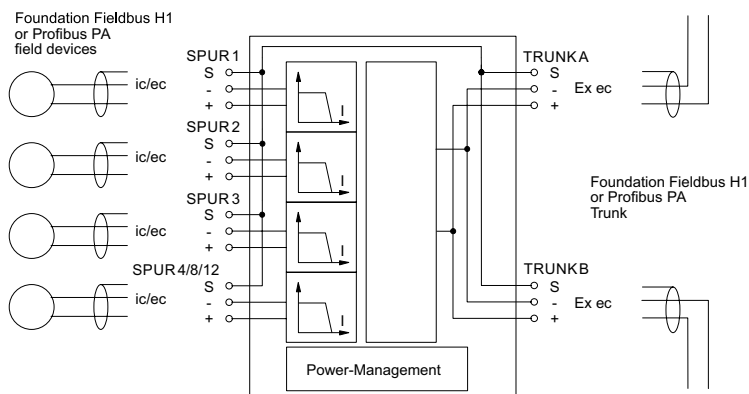 Foundation Fieldbus H1
or Profibus PA
field devices
SPUR 1
S
-
+
ic/ec
I
SPUR 2
S
-
+
ic/ec
I
SPUR 3
S
-
+
ic/ec
I
SPUR 4/8/12
S
-
+
ic/ec
I
Power-Management
TRUNK A
S
-
+
Ex ec
Foundation Fieldbus H1
or Profibus PA
Trunk
TRUNK B
S
-
+
Ex ec